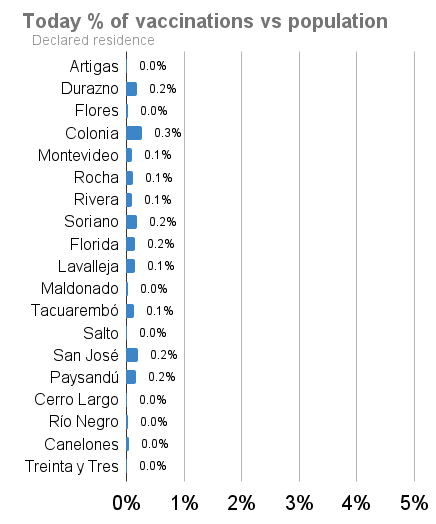 Today % of vaccinations vs population
Declared residence
Artigas 0.0%
Durazno 0.2%
Flores 0.0%
Colonia 0.3%
Montevideo 0.1%
Rocha 0.1%
Rivera 0.1%
Soriano 0.2%
Florida 0.2%
Lavalleja 0.1%
Maldonado 0.0%
Tacuarembó 0.1%
Salto 0.0%
San José 0.2%
Paysandú 0.2%
Cerro Largo 0.0%
Río Negro 0.0%
Canelones 0.0%
Treinta y Tres 0.0%
0% 1% 2% 3% 4% 5%